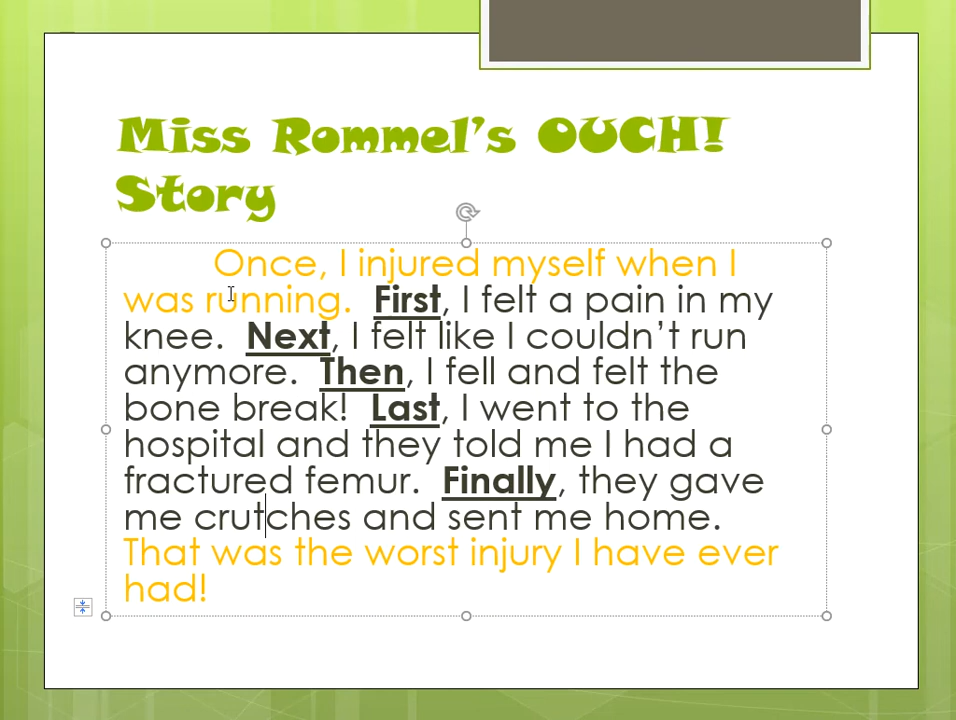 Miss Rommel's OUCH!
Story
Once, I injured myself when I
was running. First, I felt a pain in my
knee. Next, I felt like I couldn't run
anymore. Then, I fell and felt the
bone break! Last, I went to the
hospital and they told me I had a
fractured femur. Finally, they gave
me crutches and sent me home.
That was the worst injury I have ever
had!